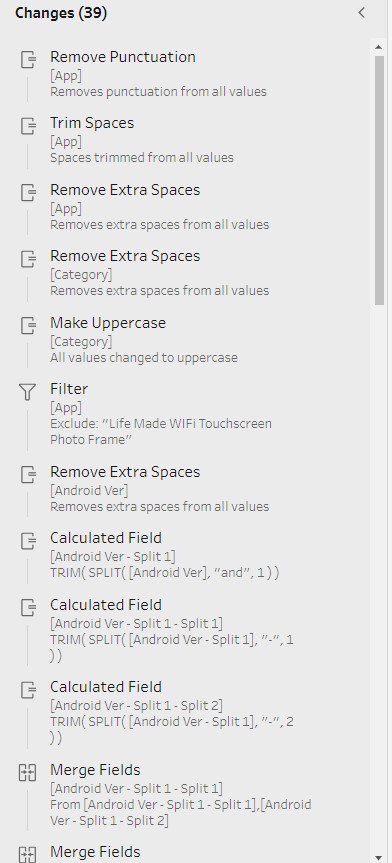 Changes (39)
Remove Punctuation
[App]
Removes punctuation from all values
Trim Spaces
[App]
Spaces trimmed from all values
Remove Extra Spaces
[App]
Removes extra spaces from all values
Remove Extra Spaces
[Category]
Removes extra spaces from all values
Make Uppercase
[Category]
All values changed to uppercase
Filter
[App]
Exclude: "Life Made WIFi Touchscreen
Photo Frame"
Remove Extra Spaces
[Android Ver]
Removes extra spaces from all values
Calculated Field
[Android Ver - Split 1]
TRIM( SPLIT( [Android Ver], "and", 1 ) )
Calculated Field
[Android Ver - Split 1 - Split 1]
TRIM( SPLIT( [Android Ver - Split 1], "-", 1
) )
Calculated Field
[Android Ver - Split 1 - Split 2]
TRIM( SPLIT( [Android Ver - Split 1], "-", 2
) )
Merge Fields
[Android Ver - Split 1 - Split 1]
From [Android Ver - Split 1 - Split 1],[Android
Ver - Split 1 - Split 2]
Merge Fields